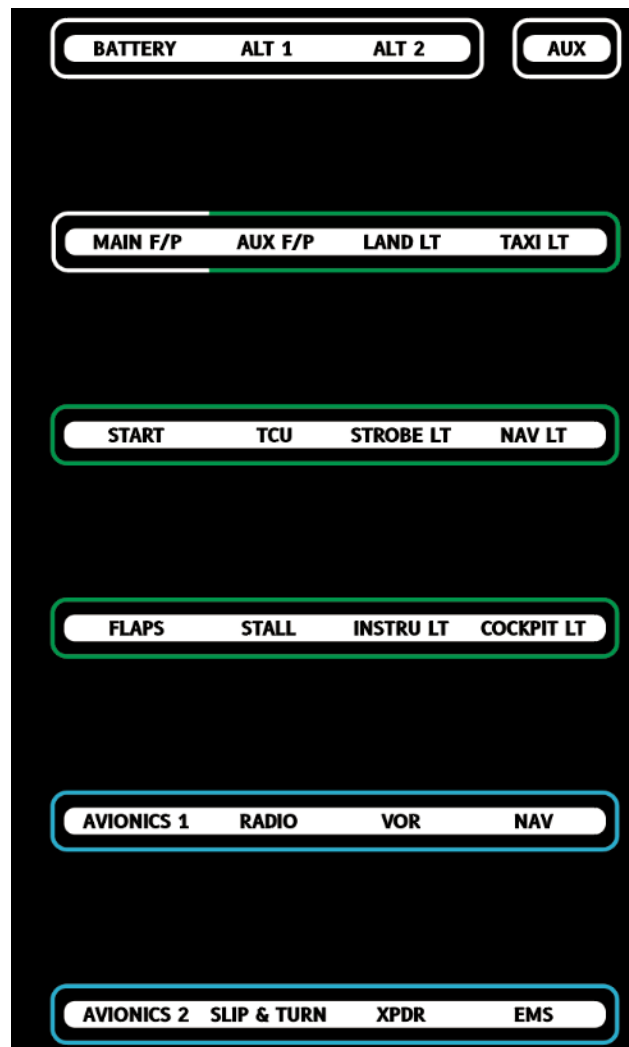 BATTERY ALT 1 ALT 2 AUX
MAIN F/P AUX F/P LAND LT TAXI LT
START TCU STROBE LT NAV LT
FLAPS STALL INSTRU LT COCKPIT LT
AVIONICS 1 RADIO VOR NAV
AVIONICS 2 SLIP & TURN XPDR EMS